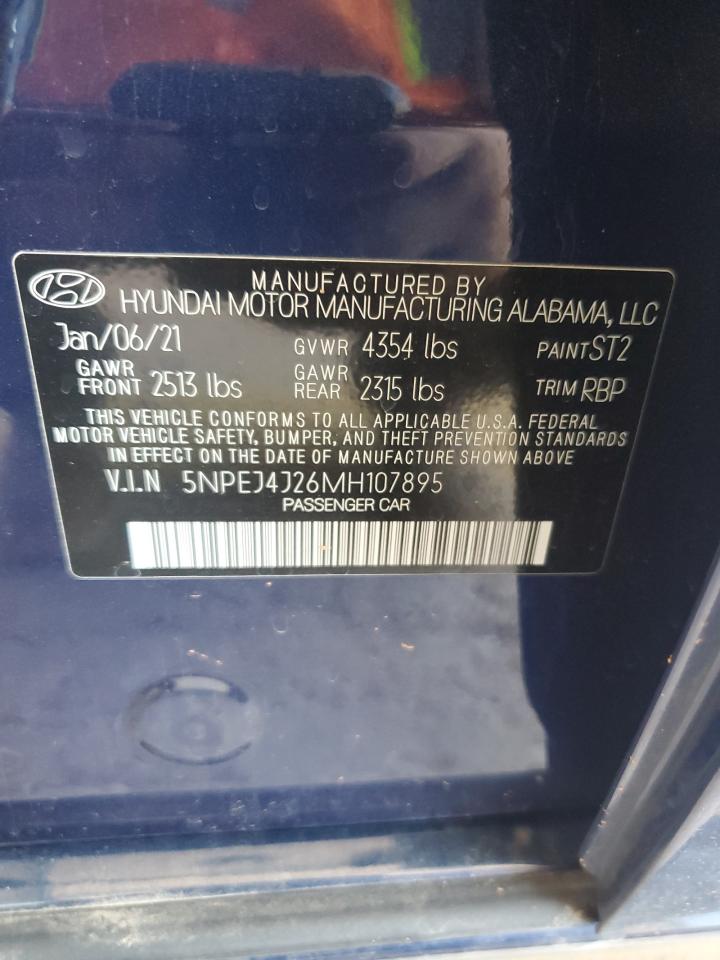 MANUFACTURED BY
HYUNDAI MOTOR MANUFACTURING ALABAMA, LLC
Jan/06/21 GVWR 4354 lbs PAINT ST2
GAWR FRONT 2513 lbs GAWR REAR 2315 lbs TRIM RBP
THIS VEHICLE CONFORMS TO ALL APPLICABLE U.S.A. FEDERAL
MOTOR VEHICLE SAFETY, BUMPER, AND THEFT PREVENTION STANDARDS
IN EFFECT ON THE DATE OF MANUFACTURE SHOWN ABOVE
V.I.N 5NPEJ4J26MH107895
PASSENGER CAR